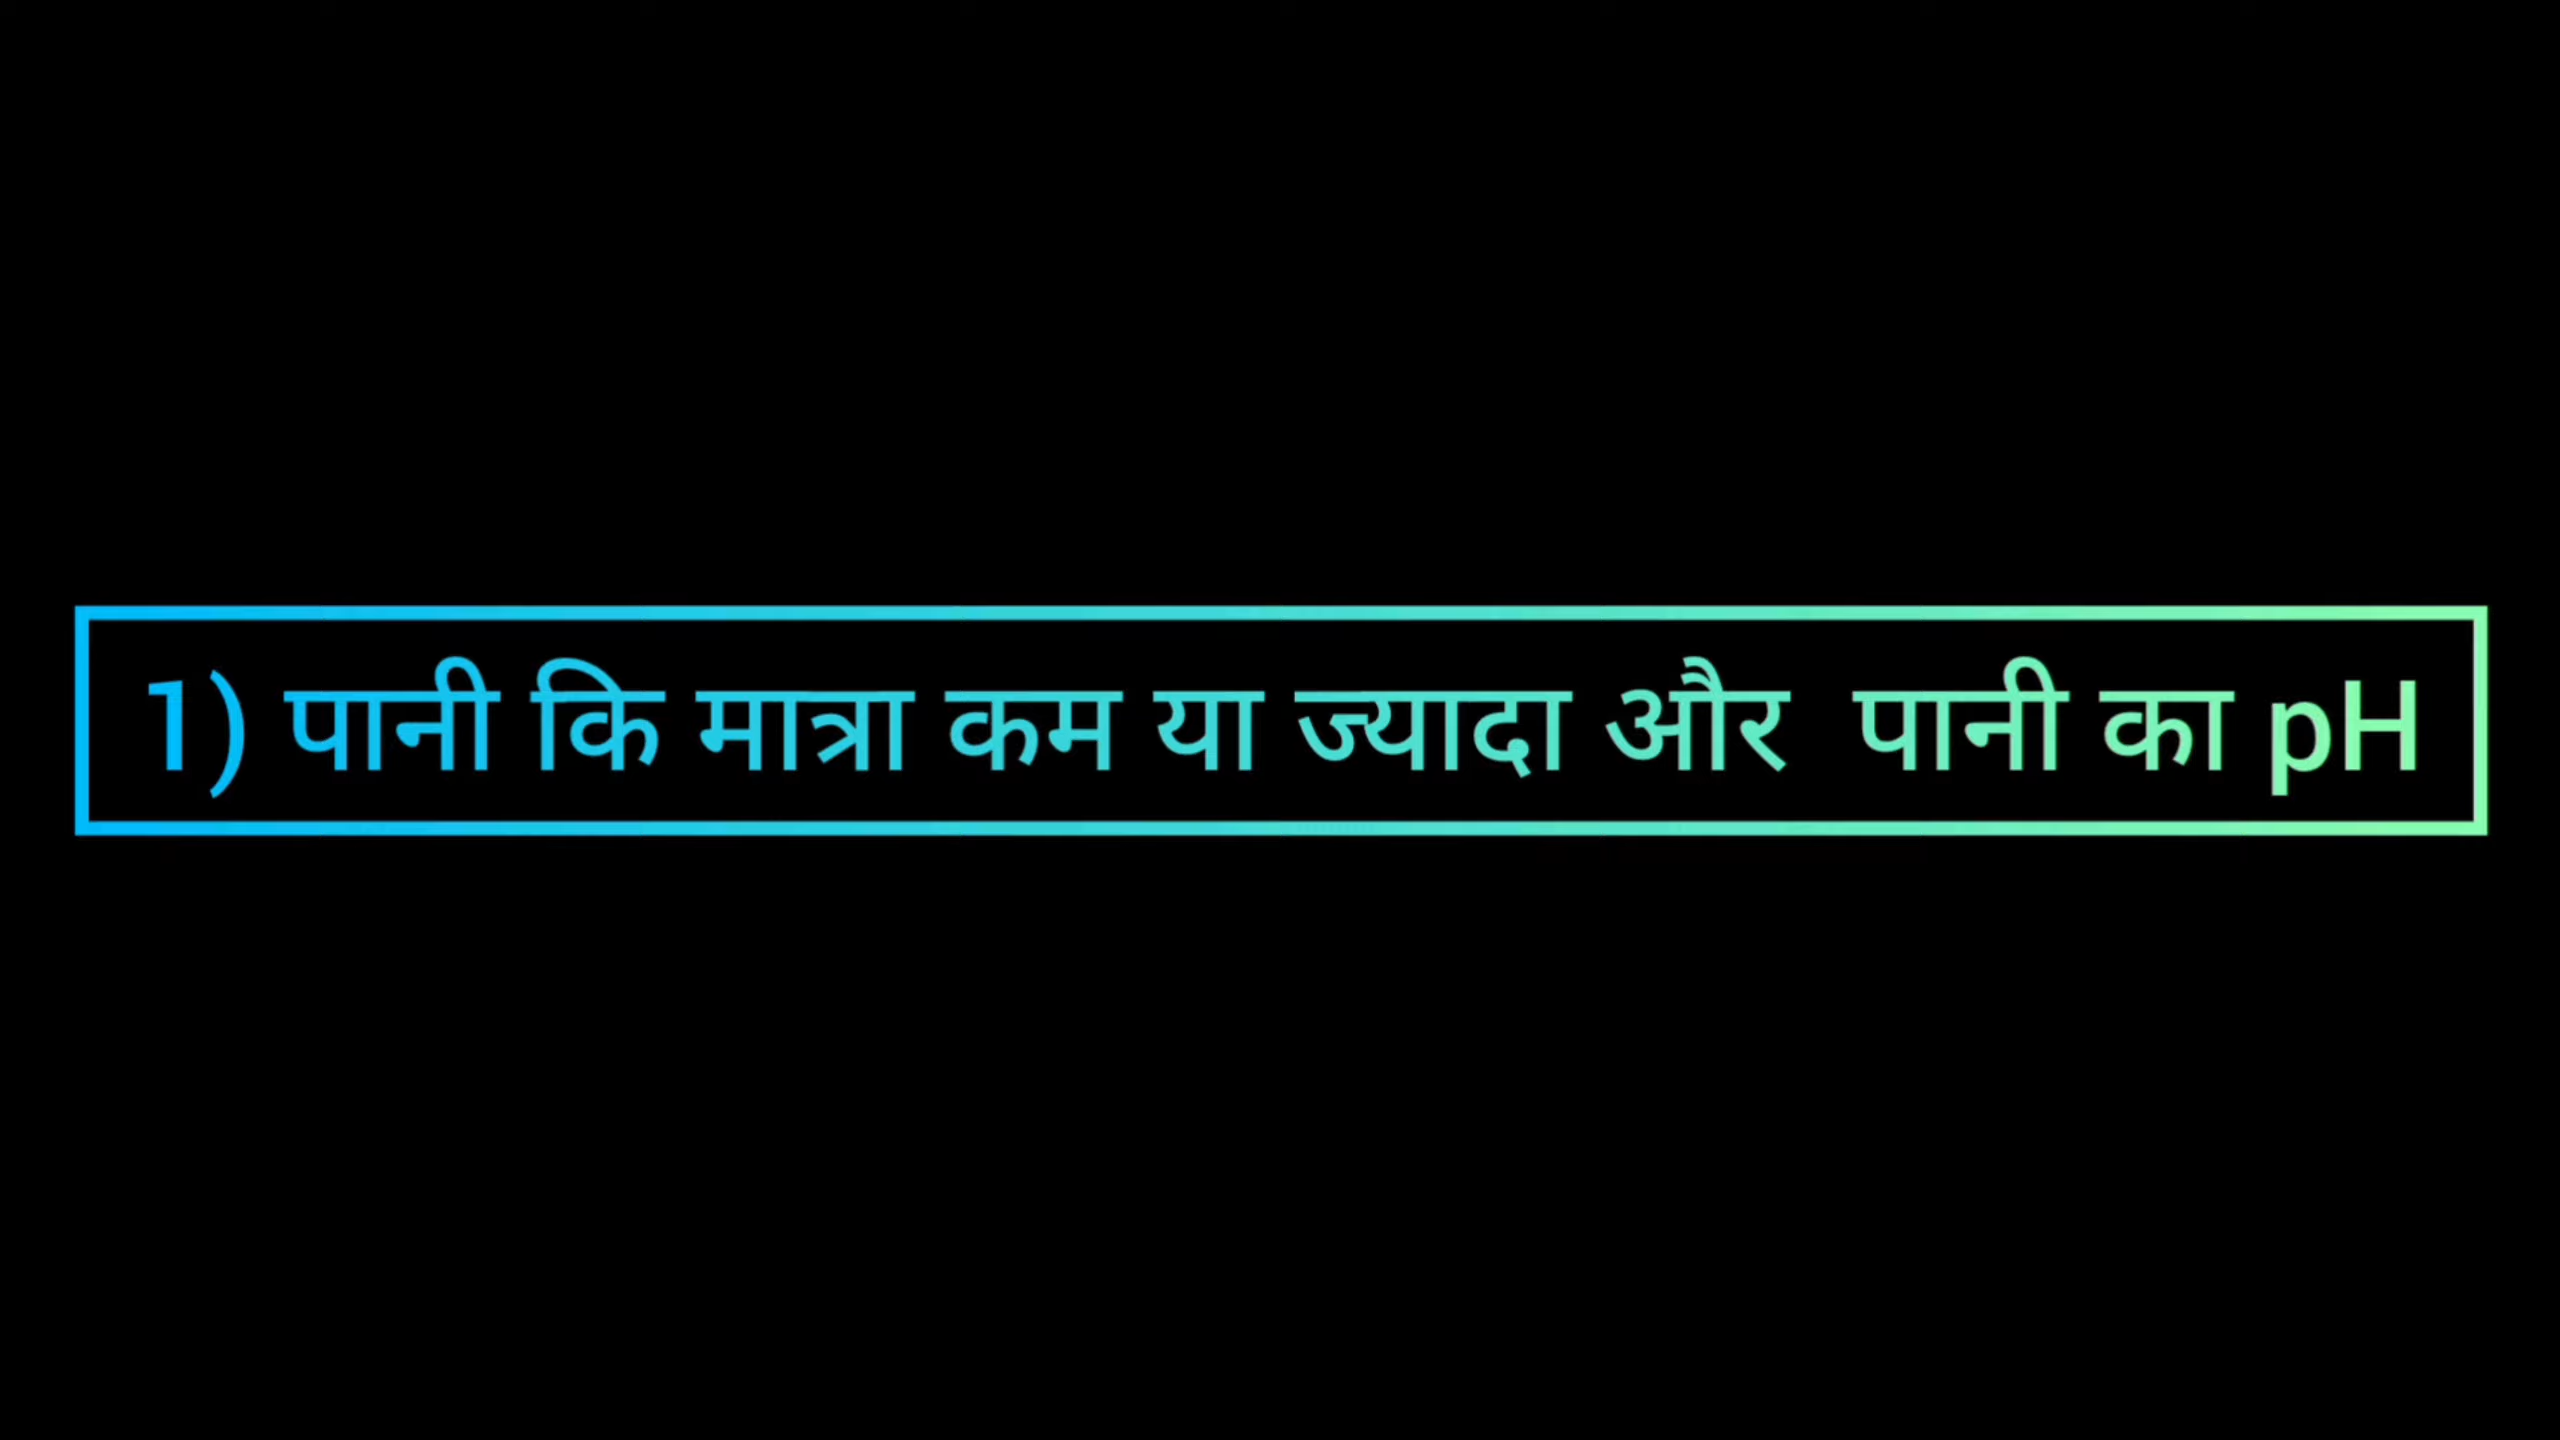 1) पानी कि मात्रा कम या ज्यादा और पानी का pH